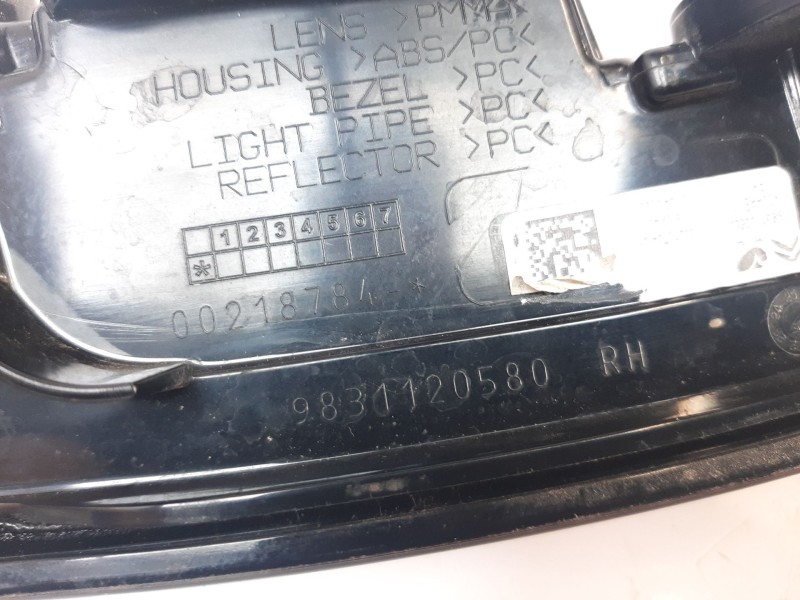 LENS >PMMA<
HOUSING >ABS/PC<
BEZEL >PC<
LIGHT PIPE >PC<
REFLECTOR >PC<
1 2 3 4 5 6 7
*
00218784-*
9831120580 RH